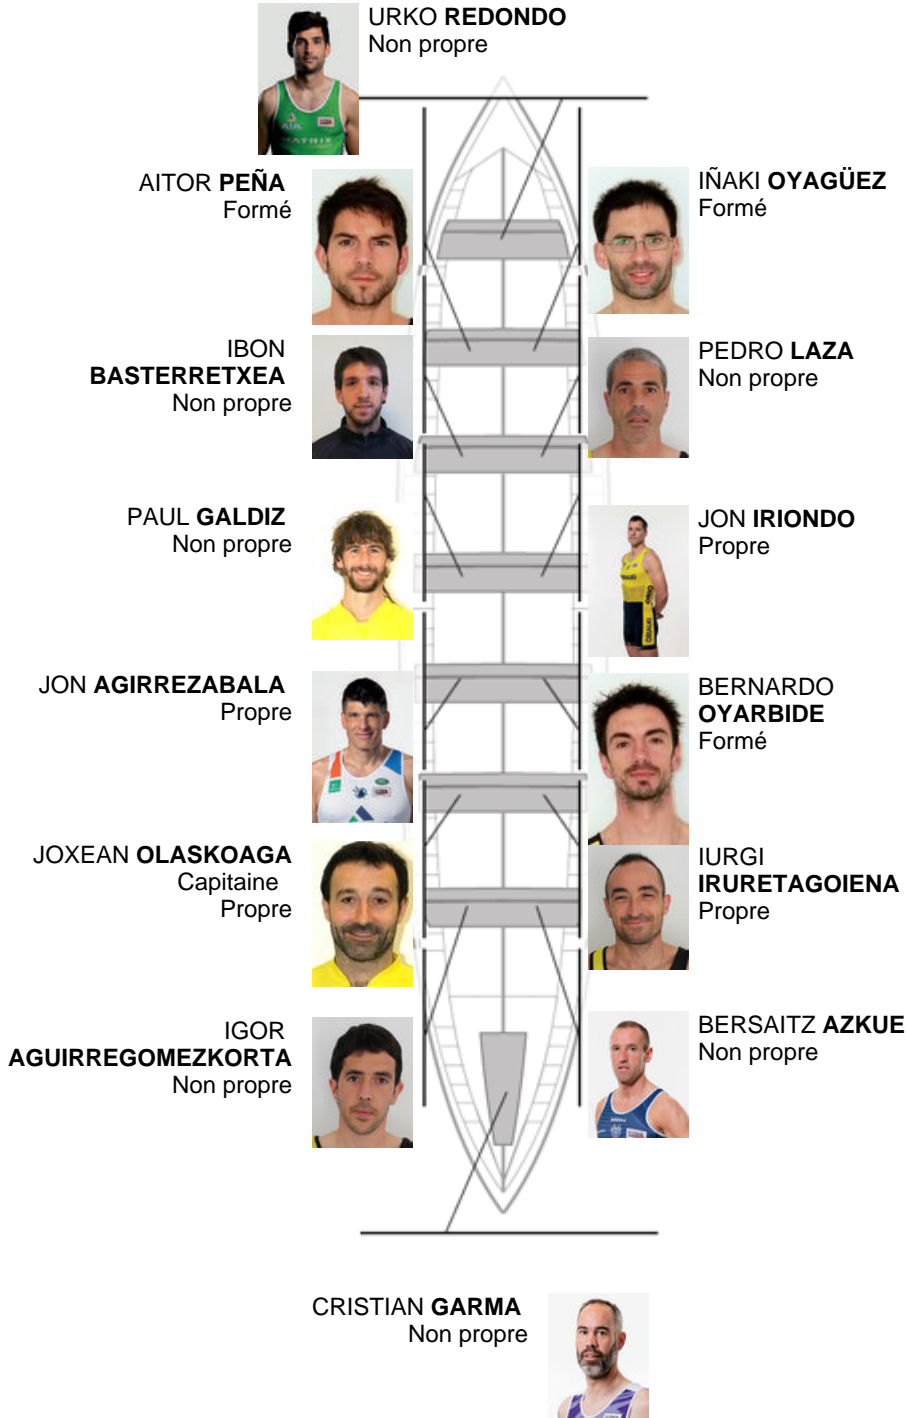 URKO REDONDO
Non propre
AITOR PEÑA
Formé
IÑAKI OYAGÜEZ
Formé
IBON
BASTERRETXEA
Non propre
PEDRO LAZA
Non propre
PAUL GALDIZ
Non propre
JON IRIONDO
Propre
JON AGIRREZABALA
Propre
BERNARDO
OYARBIDE
Formé
JOXEAN OLASKOAGA
Capitaine
Propre
IURGI
IRURETAGOIENA
Propre
IGOR
AGUIRREGOMEZKORTA
Non propre
BERSAITZ AZKUE
Non propre
CRISTIAN GARMA
Non propre